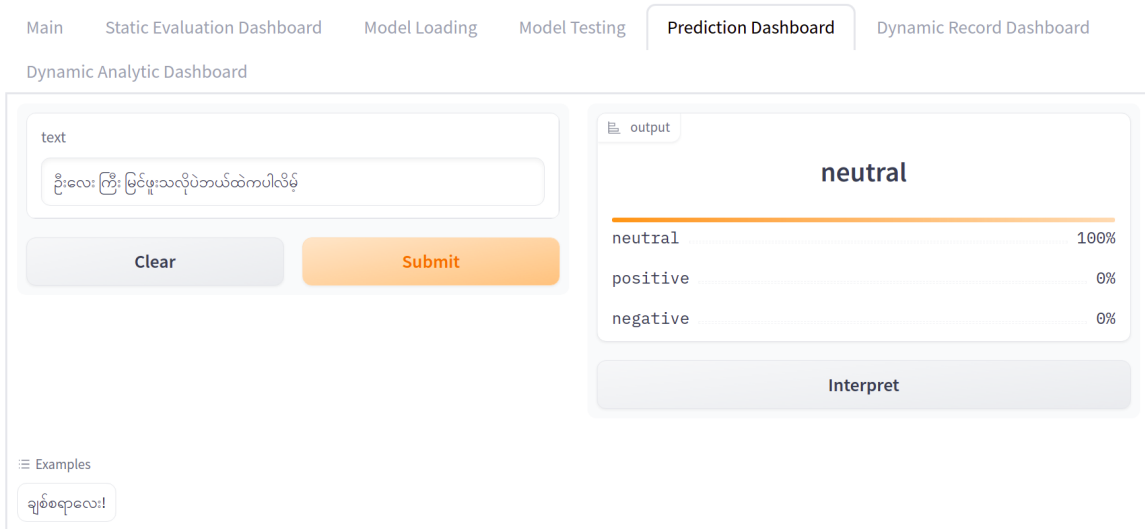 Main Static Evaluation Dashboard Model Loading Model Testing Prediction Dashboard Dynamic Record Dashboard
Dynamic Analytic Dashboard
text
ဦးလေး ကြီး မြင်ဖူးသလိုပဲဘယ်ထဲကပါလိမ့်
Clear Submit
output
neutral
neutral 100%
positive 0%
negative 0%
Interpret
Examples
ချစ်စရာလေး!